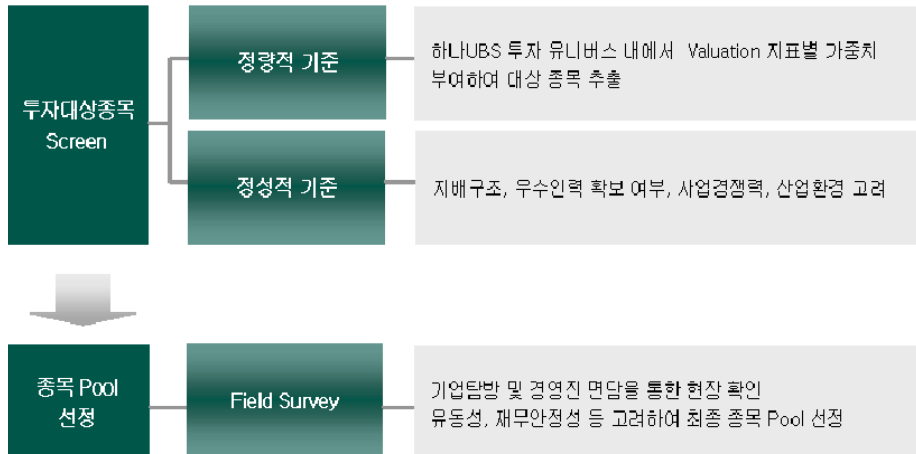 투자대상종목
Screen
정량적 기준
하나UBS 투자 유니버스 내에서 Valuation 지표별 가중치
부여하여 대상 종목 추출
정성적 기준
지배구조, 우수인력 확보 여부, 사업경쟁력, 산업환경 고려
종목 Pool
선정
Field Survey
기업탐방 및 경영진 면담을 통한 현장 확인
유동성, 재무안정성 등 고려하여 최종 종목 Pool 선정